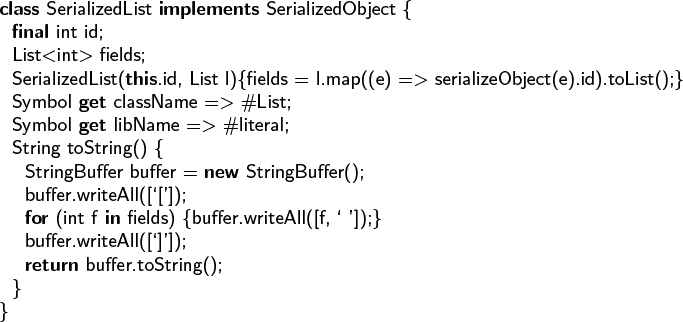 class SerializedList implements SerializedObject {
final int id;
List<int> fields;
SerializedList(this.id, List l){fields = l.map((e) => serializeObject(e).id).toList();}
Symbol get className => #List;
Symbol get libName => #literal;
String toString() {
StringBuffer buffer = new StringBuffer();
buffer.writeAll([‘[’]);
for (int f in fields) {buffer.writeAll([f, ‘ ’]);}
buffer.writeAll([‘]’]);
return buffer.toString();
}
}